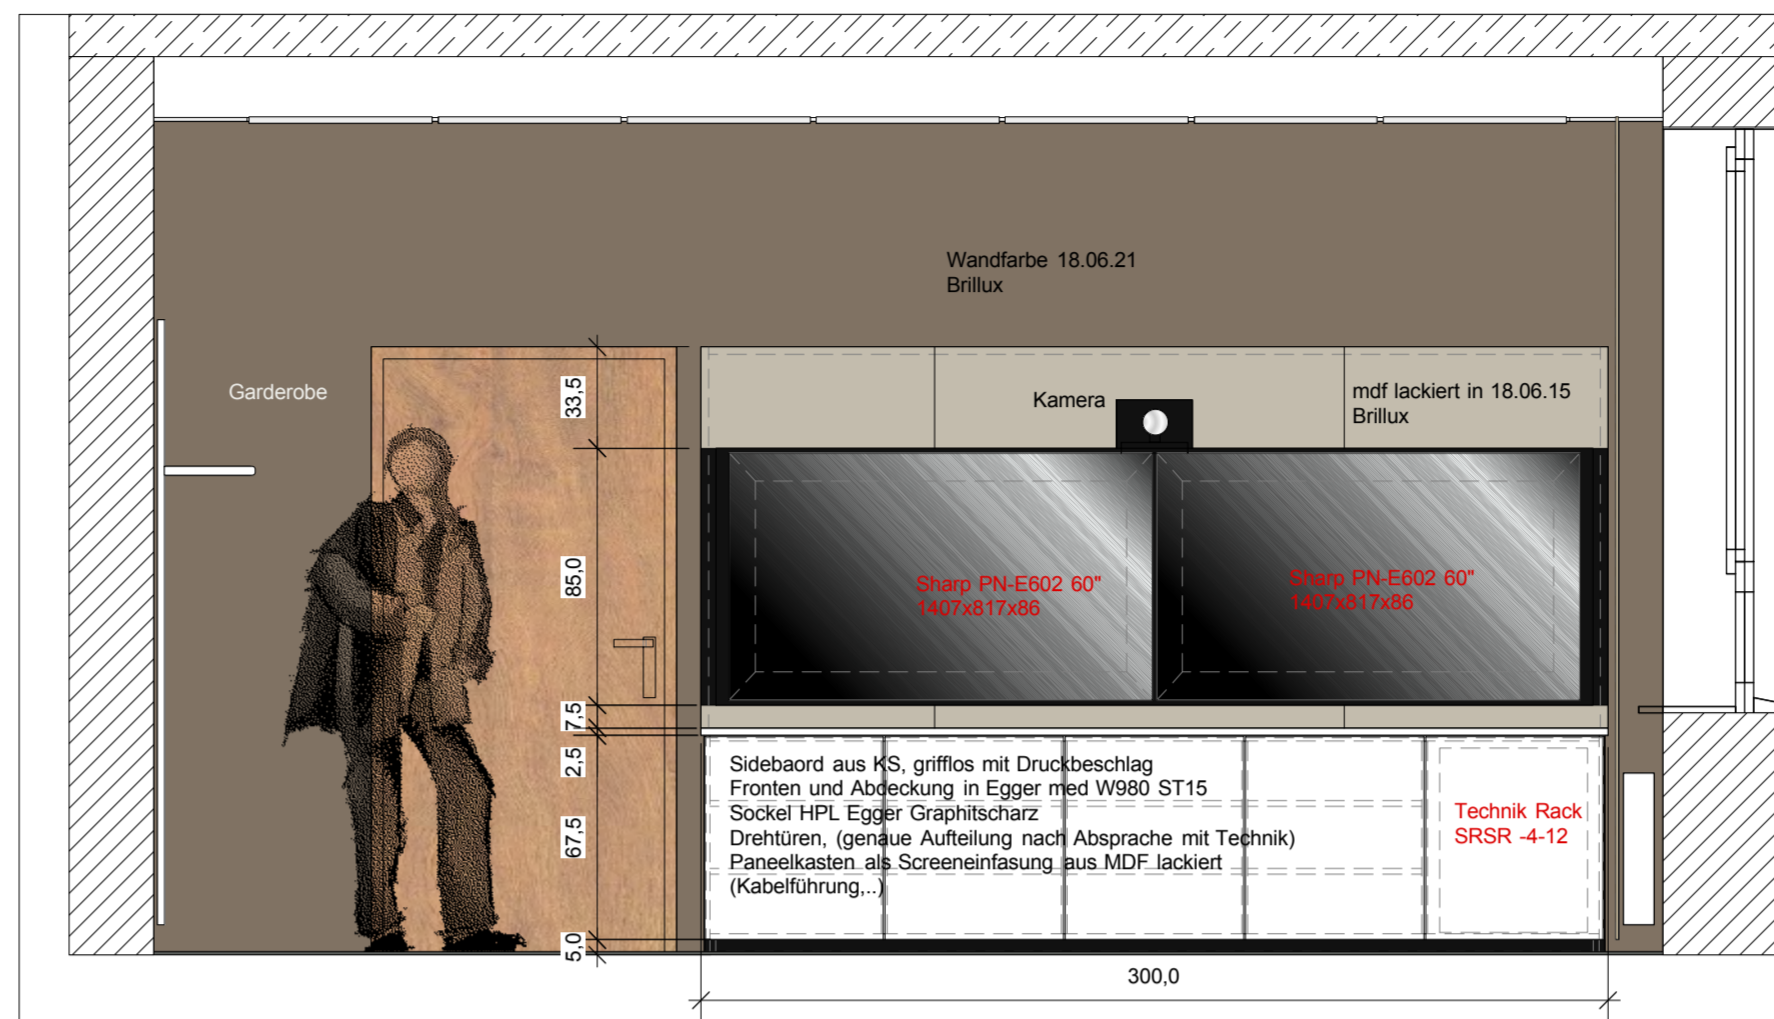 Wandfarbe 18.06.21
Brillux
Garderobe
Kamera
mdf lackiert in 18.06.15
Brillux
33,5
85,0
7,5
2,5
67,5
5,0
Sharp PN-E602 60"
1407x817x86
Sharp PN-E602 60"
1407x817x86
Sidebaord aus KS, grifflos mit Druckbeschlag
Fronten und Abdeckung in Egger med W980 ST15
Sockel HPL Egger Graphitscharz
Drehtüren, (genaue Aufteilung nach Absprache mit Technik)
Paneelkasten als Screeneinfasung aus MDF lackiert
(Kabelführung,..)
Technik Rack
SRSR -4-12
300,0